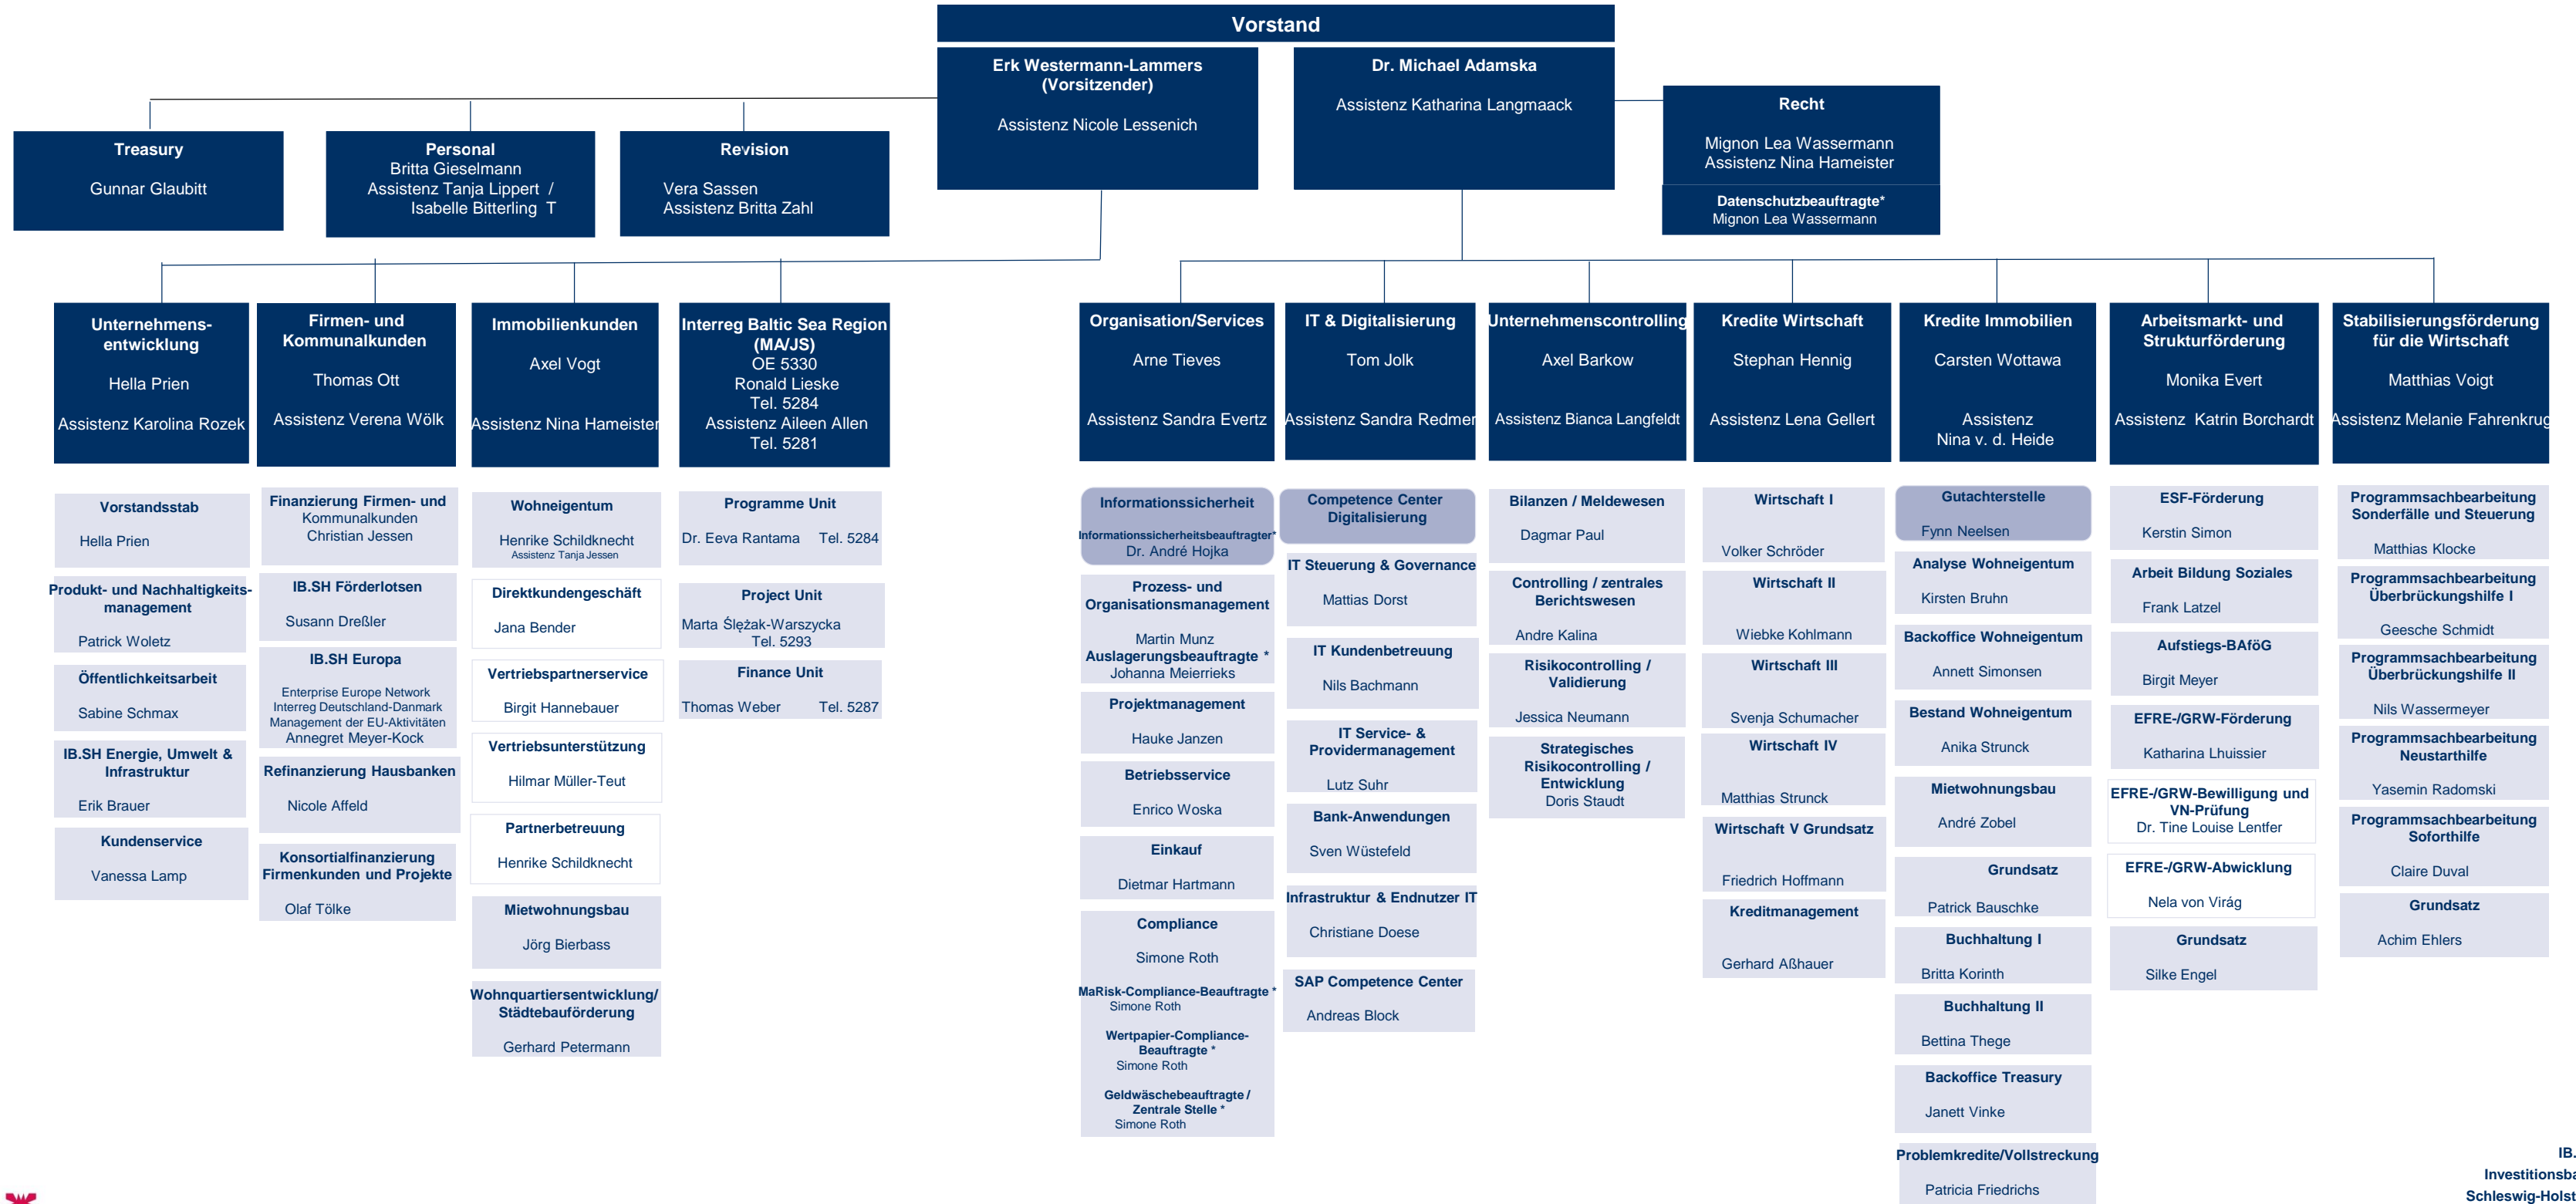 Vorstand
Erk Westermann-Lammers
(Vorsitzender)
Assistenz Nicole Lessenich
Dr. Michael Adamska
Assistenz Katharina Langmaack
Recht
Mignon Lea Wassermann
Assistenz Nina Hameister
Datenschutzbeauftragte*
Mignon Lea Wassermann
Treasury
Gunnar Glaubitt
Personal
Britta Gieselmann
Assistenz Tanja Lippert /
Isabelle Bitterling T
Revision
Vera Sassen
Assistenz Britta Zahl
Unternehmens-
entwicklung
Hella Prien
Assistenz Karolina Rozek
Vorstandsstab
Hella Prien
Produkt- und Nachhaltigkeits-
management
Patrick Woletz
Öffentlichkeitsarbeit
Sabine Schmax
IB.SH Energie, Umwelt &
Infrastruktur
Erik Brauer
Kundenservice
Vanessa Lamp
Firmen- und
Kommunalkunden
Thomas Ott
Assistenz Verena Wölk
Finanzierung Firmen- und
Kommunalkunden
Christian Jessen
IB.SH Förderlotsen
Susann Dreßler
IB.SH Europa
Enterprise Europe Network
Interreg Deutschland-Danmark
Management der EU-Aktivitäten
Annegret Meyer-Kock
Refinanzierung Hausbanken
Nicole Affeld
Konsortialfinanzierung
Firmenkunden und Projekte
Olaf Tölke
Immobilienkunden
Axel Vogt
Assistenz Nina Hameister
Wohneigentum
Henrike Schildknecht
Assistenz Tanja Jessen
Direktkundengeschäft
Jana Bender
Vertriebspartnerservice
Birgit Hannebauer
Vertriebsunterstützung
Hilmar Müller-Teut
Partnerbetreuung
Henrike Schildknecht
Mietwohnungsbau
Jörg Bierbass
Wohnquartiersentwicklung/
Städtebauförderung
Gerhard Petermann
Interreg Baltic Sea Region
(MA/JS)
OE 5330
Ronald Lieske
Tel. 5284
Assistenz Aileen Allen
Tel. 5281
Programme Unit
Dr. Eeva Rantama Tel. 5284
Project Unit
Marta Ślężak-Warszycka
Tel. 5293
Finance Unit
Thomas Weber Tel. 5287
Organisation/Services
Arne Tieves
Assistenz Sandra Evertz
Informationssicherheit
Informationssicherheitsbeauftragter*
Dr. André Hojka
Prozess- und
Organisationsmanagement
Martin Munz
Auslagerungsbeauftragte *
Johanna Meierrieks
Projektmanagement
Hauke Janzen
Betriebsservice
Enrico Woska
Einkauf
Dietmar Hartmann
Compliance
Simone Roth
MaRisk-Compliance-Beauftragte *
Simone Roth
Wertpapier-Compliance-
Beauftragte *
Simone Roth
Geldwäschebeauftragte /
Zentrale Stelle *
Simone Roth
IT & Digitalisierung
Tom Jolk
Assistenz Sandra Redmer
Competence Center
Digitalisierung
IT Steuerung & Governance
Mattias Dorst
IT Kundenbetreuung
Nils Bachmann
IT Service- &
Providermanagement
Lutz Suhr
Bank-Anwendungen
Sven Wüstefeld
Infrastruktur & Endnutzer IT
Christiane Doese
SAP Competence Center
Andreas Block
Unternehmenscontrolling
Axel Barkow
Assistenz Bianca Langfeldt
Bilanzen / Meldewesen
Dagmar Paul
Controlling / zentrales
Berichtswesen
Andre Kalina
Risikocontrolling /
Validierung
Jessica Neumann
Strategisches
Risikocontrolling /
Entwicklung
Doris Staudt
Kredite Wirtschaft
Stephan Hennig
Assistenz Lena Gellert
Wirtschaft I
Volker Schröder
Wirtschaft II
Wiebke Kohlmann
Wirtschaft III
Svenja Schumacher
Wirtschaft IV
Matthias Strunck
Wirtschaft V Grundsatz
Friedrich Hoffmann
Kreditmanagement
Gerhard Aßhauer
Kredite Immobilien
Carsten Wottawa
Assistenz
Nina v. d. Heide
Gutachterstelle
Fynn Neelsen
Analyse Wohneigentum
Kirsten Bruhn
Backoffice Wohneigentum
Annett Simonsen
Bestand Wohneigentum
Anika Strunck
Mietwohnungsbau
André Zobel
Grundsatz
Patrick Bauschke
Buchhaltung I
Britta Korinth
Buchhaltung II
Bettina Thege
Backoffice Treasury
Janett Vinke
Problemkredite/Vollstreckung
Patricia Friedrichs
Arbeitsmarkt- und
Strukturförderung
Monika Evert
Assistenz Katrin Borchardt
ESF-Förderung
Kerstin Simon
Arbeit Bildung Soziales
Frank Latzel
Aufstiegs-BAföG
Birgit Meyer
EFRE-/GRW-Förderung
Katharina Lhuissier
EFRE-/GRW-Bewilligung und
VN-Prüfung
Dr. Tine Louise Lentfer
EFRE-/GRW-Abwicklung
Nela von Virág
Grundsatz
Silke Engel
Stabilisierungsförderung
für die Wirtschaft
Matthias Voigt
Assistenz Melanie Fahrenkrug
Programmsachbearbeitung
Sonderfälle und Steuerung
Matthias Klocke
Programmsachbearbeitung
Überbrückungshilfe I
Geesche Schmidt
Programmsachbearbeitung
Überbrückungshilfe II
Nils Wassermeyer
Programmsachbearbeitung
Neustarthilfe
Yasemin Radomski
Programmsachbearbeitung
Soforthilfe
Claire Duval
Grundsatz
Achim Ehlers
IB.
Investitionsba
Schleswig-Holst